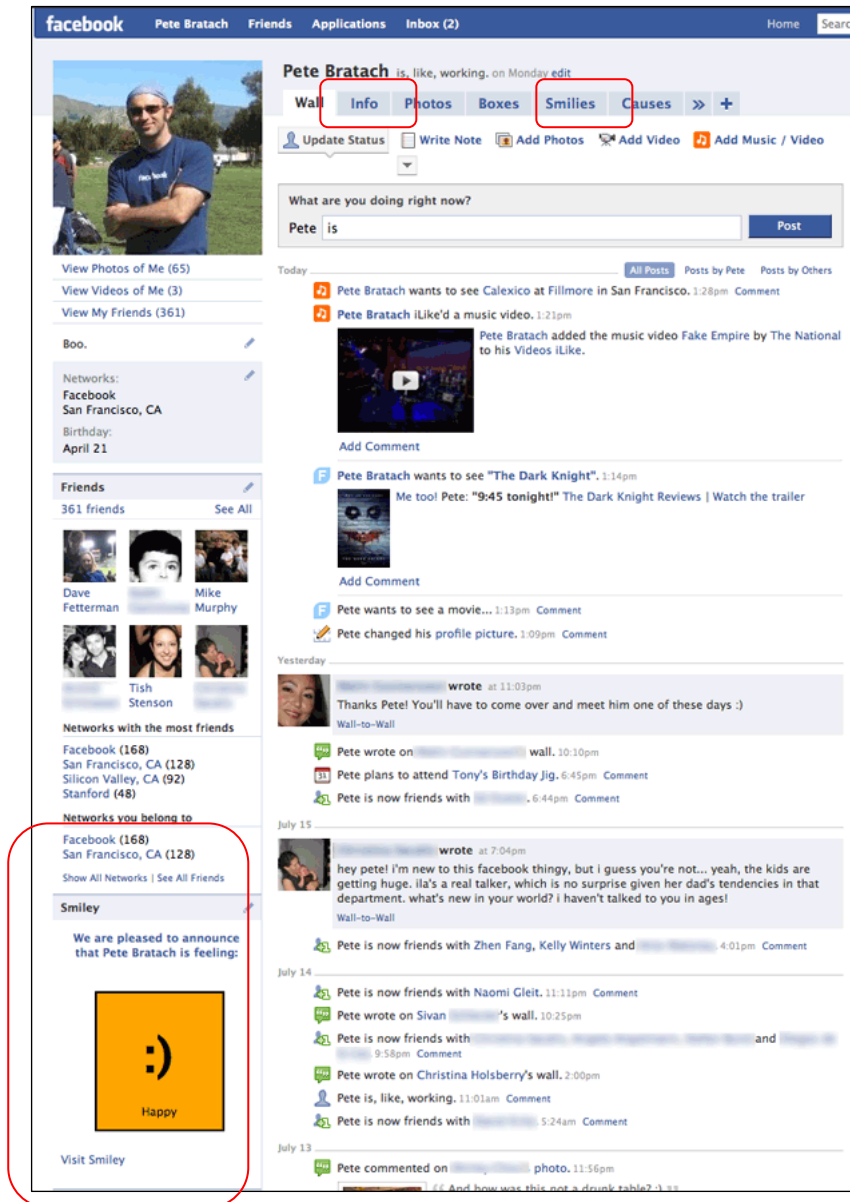 facebook Pete Bratach Friends Applications Inbox (2) Home Searc
Pete Bratach is, like, working. on Monday edit
Wall Info Photos Boxes Smilies Causes » +
Update Status Write Note Add Photos Add Video Add Music / Video
What are you doing right now?
Pete is Post
View Photos of Me (65)
View Videos of Me (3)
View My Friends (361)
Boo.
Networks:
Facebook
San Francisco, CA
Birthday:
April 21
Friends
361 friends See All
Dave
Fetterman
Mike
Murphy
Tish
Stenson
Networks with the most friends
Facebook (168)
San Francisco, CA (128)
Silicon Valley, CA (92)
Stanford (48)
Networks you belong to
Facebook (168)
San Francisco, CA (128)
Show All Networks | See All Friends
Smiley
We are pleased to announce
that Pete Bratach is feeling:
:)
Happy
Visit Smiley
Today All Posts Posts by Pete Posts by Others
Pete Bratach wants to see Calexico at Fillmore in San Francisco. 1:28pm Comment
Pete Bratach iLike'd a music video. 1:21pm
Pete Bratach added the music video Fake Empire by The National
to his Videos iLike.
Add Comment
Pete Bratach wants to see "The Dark Knight". 1:14pm
Me too! Pete: "9:45 tonight!" The Dark Knight Reviews | Watch the trailer
Add Comment
Pete wants to see a movie... 1:13pm Comment
Pete changed his profile picture. 1:09pm Comment
Yesterday
wrote at 11:03pm
Thanks Pete! You'll have to come over and meet him one of these days :)
Wall-to-Wall
Pete wrote on wall. 10:10pm
31 Pete plans to attend Tony's Birthday Jig. 6:45pm Comment
Pete is now friends with . 6:44pm Comment
July 15
wrote at 7:04pm
hey pete! i'm new to this facebook thingy, but i guess you're not... yeah, the kids are
getting huge. ila's a real talker, which is no surprise given her dad's tendencies in that
department. what's new in your world? i haven't talked to you in ages!
Wall-to-Wall
Pete is now friends with Zhen Fang, Kelly Winters and 4:01pm Comment
July 14
Pete is now friends with Naomi Gleit. 11:11pm Comment
Pete wrote on Sivan 's wall. 10:25pm
Pete is now friends with and
9:58pm Comment
Pete wrote on Christina Holsberry's wall. 2:00pm
Pete is, like, working. 11:01am Comment
Pete is now friends with . 5:24am Comment
July 13
Pete commented on photo. 11:56pm
And how was this not a drunk table? :)